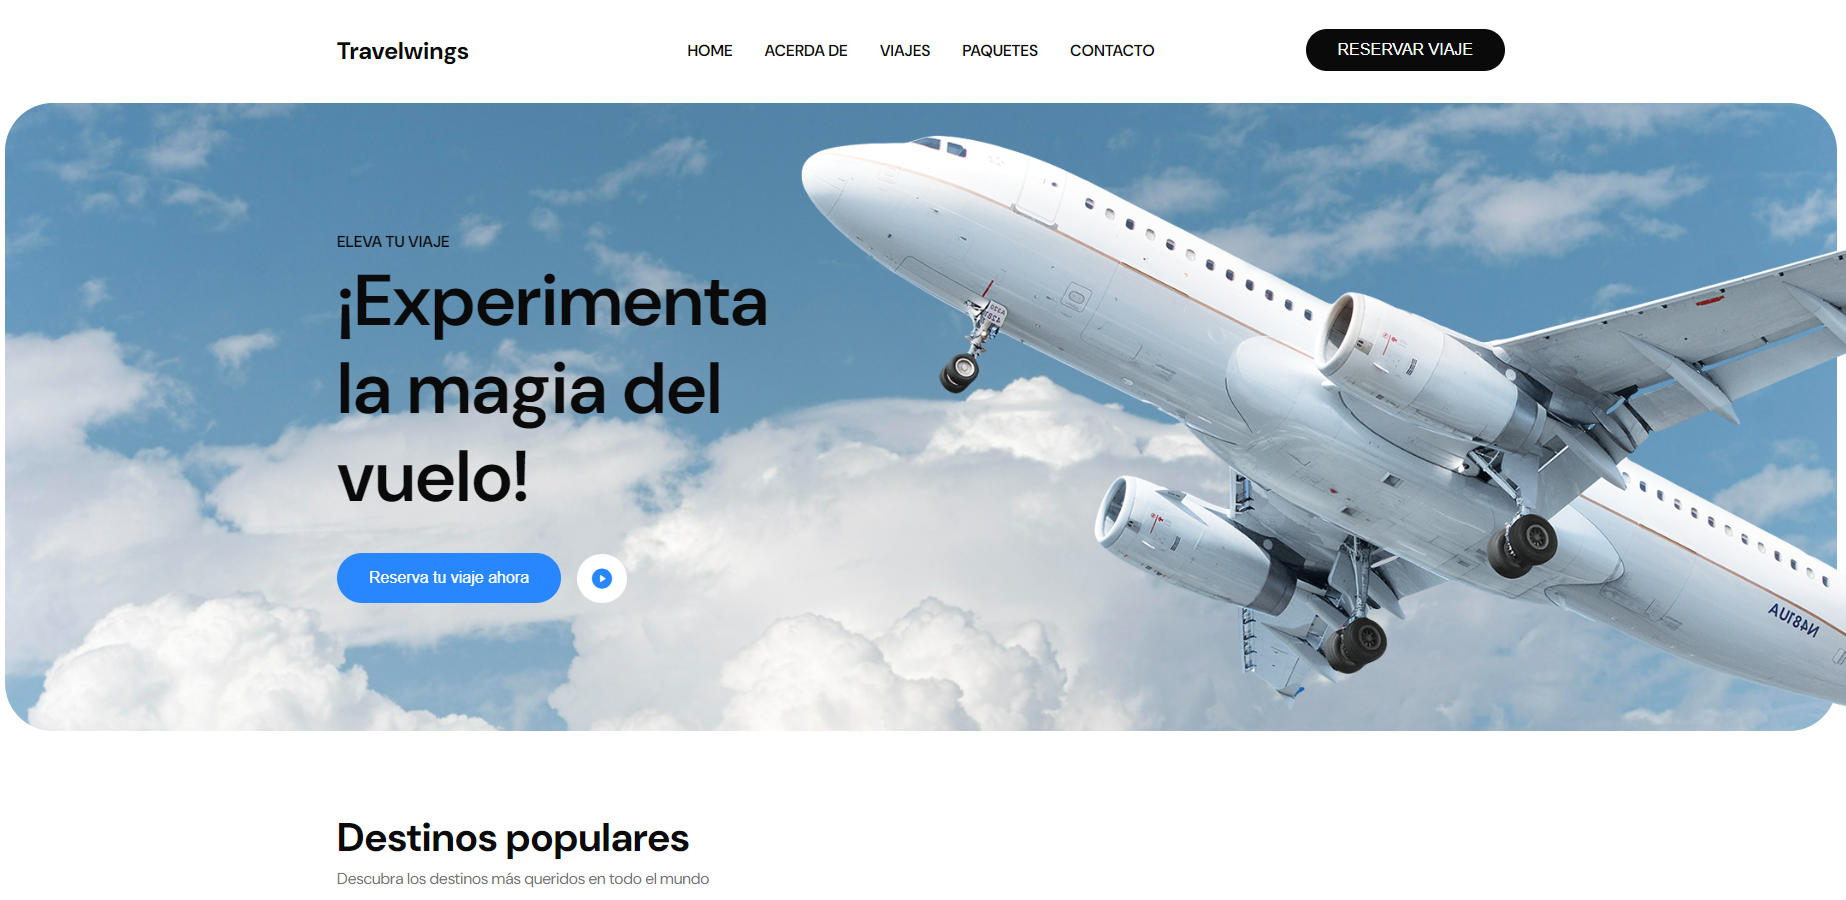 Travelwings
HOME ACERDA DE VIAJES PAQUETES CONTACTO
RESERVAR VIAJE
ELEVA TU VIAJE
¡Experimenta
la magia del
vuelo!
Reserva tu viaje ahora
N481UA
Destinos populares
Descubra los destinos más queridos en todo el mundo